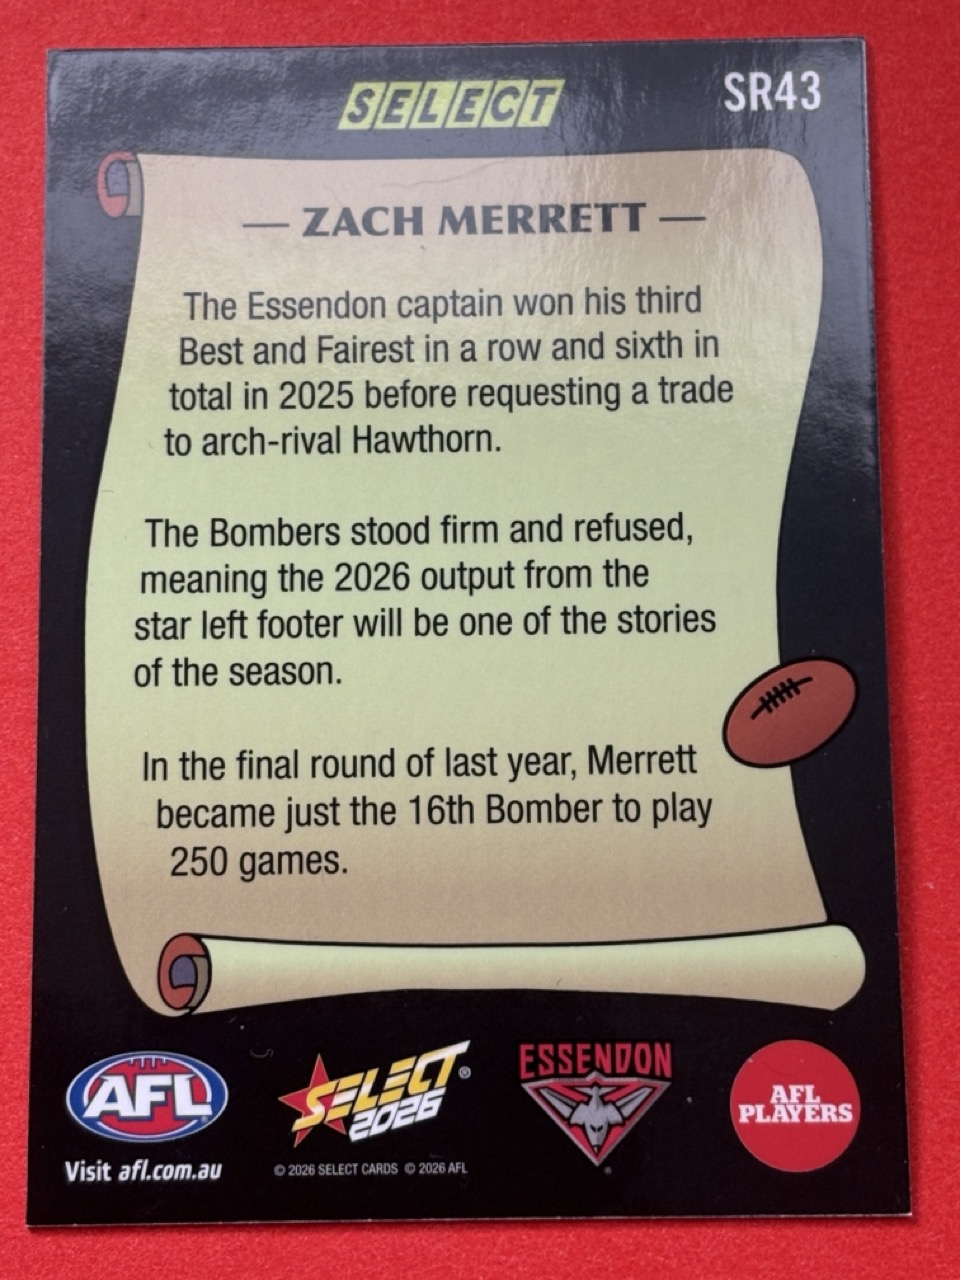 SELECT
SR43
— ZACH MERRETT —
The Essendon captain won his third
Best and Fairest in a row and sixth in
total in 2025 before requesting a trade
to arch-rival Hawthorn.
The Bombers stood firm and refused,
meaning the 2026 output from the
star left footer will be one of the stories
of the season.
In the final round of last year, Merrett
became just the 16th Bomber to play
250 games.
AFL
Visit afl.com.au
SELECT®
2026
© 2026 SELECT CARDS © 2026 AFL
ESSENDON
AFL
PLAYERS